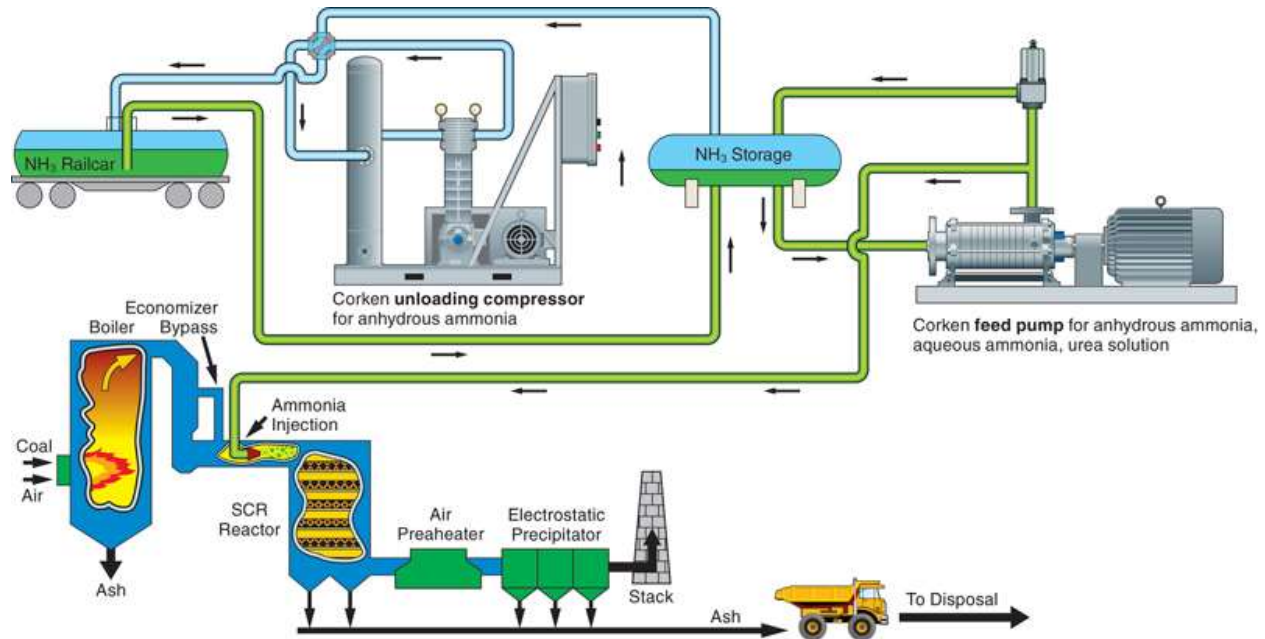 NH₃ Railcar
NH₃ Storage
Corken unloading compressor
for anhydrous ammonia
Corken feed pump for anhydrous ammonia,
aqueous ammonia, urea solution
Economizer
Bypass
Boiler
Ammonia
Injection
Coal
Air
SCR
Reactor
Air
Preheater
Electrostatic
Precipitator
Ash
Stack
Ash
To Disposal